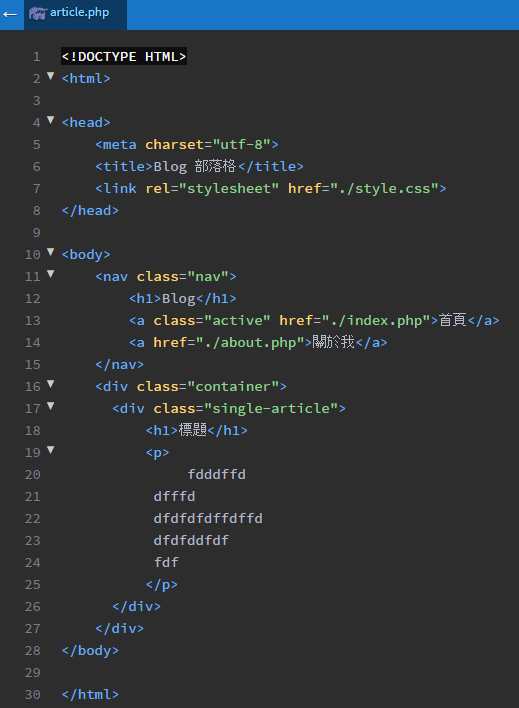 ← article.php
1 <!DOCTYPE HTML>
2 <html>
3
4 <head>
5 <meta charset="utf-8">
6 <title>Blog 部落格</title>
7 <link rel="stylesheet" href="./style.css">
8 </head>
9
10 <body>
11 <nav class="nav">
12 <h1>Blog</h1>
13 <a class="active" href="./index.php">首頁</a>
14 <a href="./about.php">關於我</a>
15 </nav>
16 <div class="container">
17 <div class="single-article">
18 <h1>標題</h1>
19 <p>
20 fdddffd
21 dfffd
22 dfdfdfdffdffd
23 dfdfddfdf
24 fdf
25 </p>
26 </div>
27 </div>
28 </body>
29
30 </html>